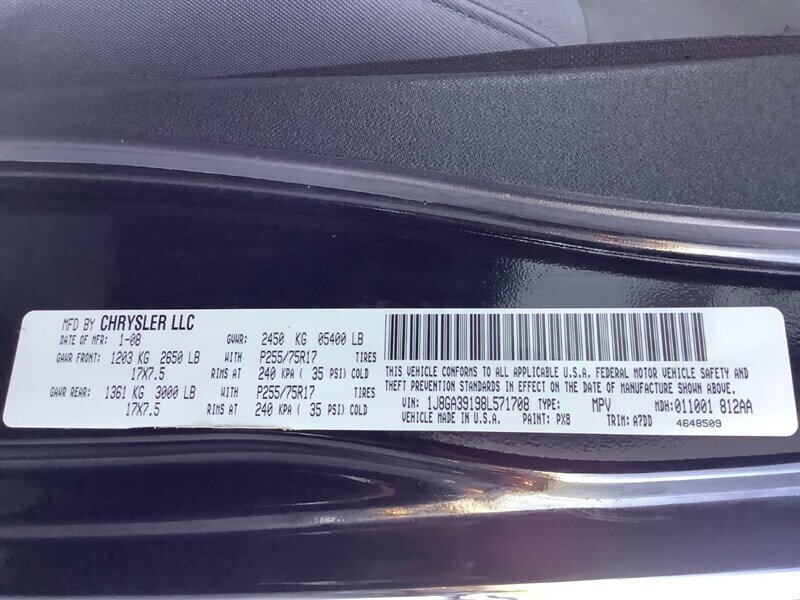 MFD BY CHRYSLER LLC
DATE OF MFR: 1-08 GVWR: 2450 KG 05400 LB
GAWR FRONT: 1203 KG 2650 LB WITH P255/75R17 TIRES
17X7.5 RIMS AT 240 KPA ( 35 PSI) COLD
GAWR REAR: 1361 KG 3000 LB WITH P255/75R17 TIRES
17X7.5 RIMS AT 240 KPA ( 35 PSI) COLD
THIS VEHICLE CONFORMS TO ALL APPLICABLE U.S.A. FEDERAL MOTOR VEHICLE SAFETY AND
THEFT PREVENTION STANDARDS IN EFFECT ON THE DATE OF MANUFACTURE SHOWN ABOVE.
VIN: 1J8GA39198L571708 TYPE: MPV MDH: 011001 812AA
VEHICLE MADE IN U.S.A. PAINT: PX8 TRIM: A7DD 4648509